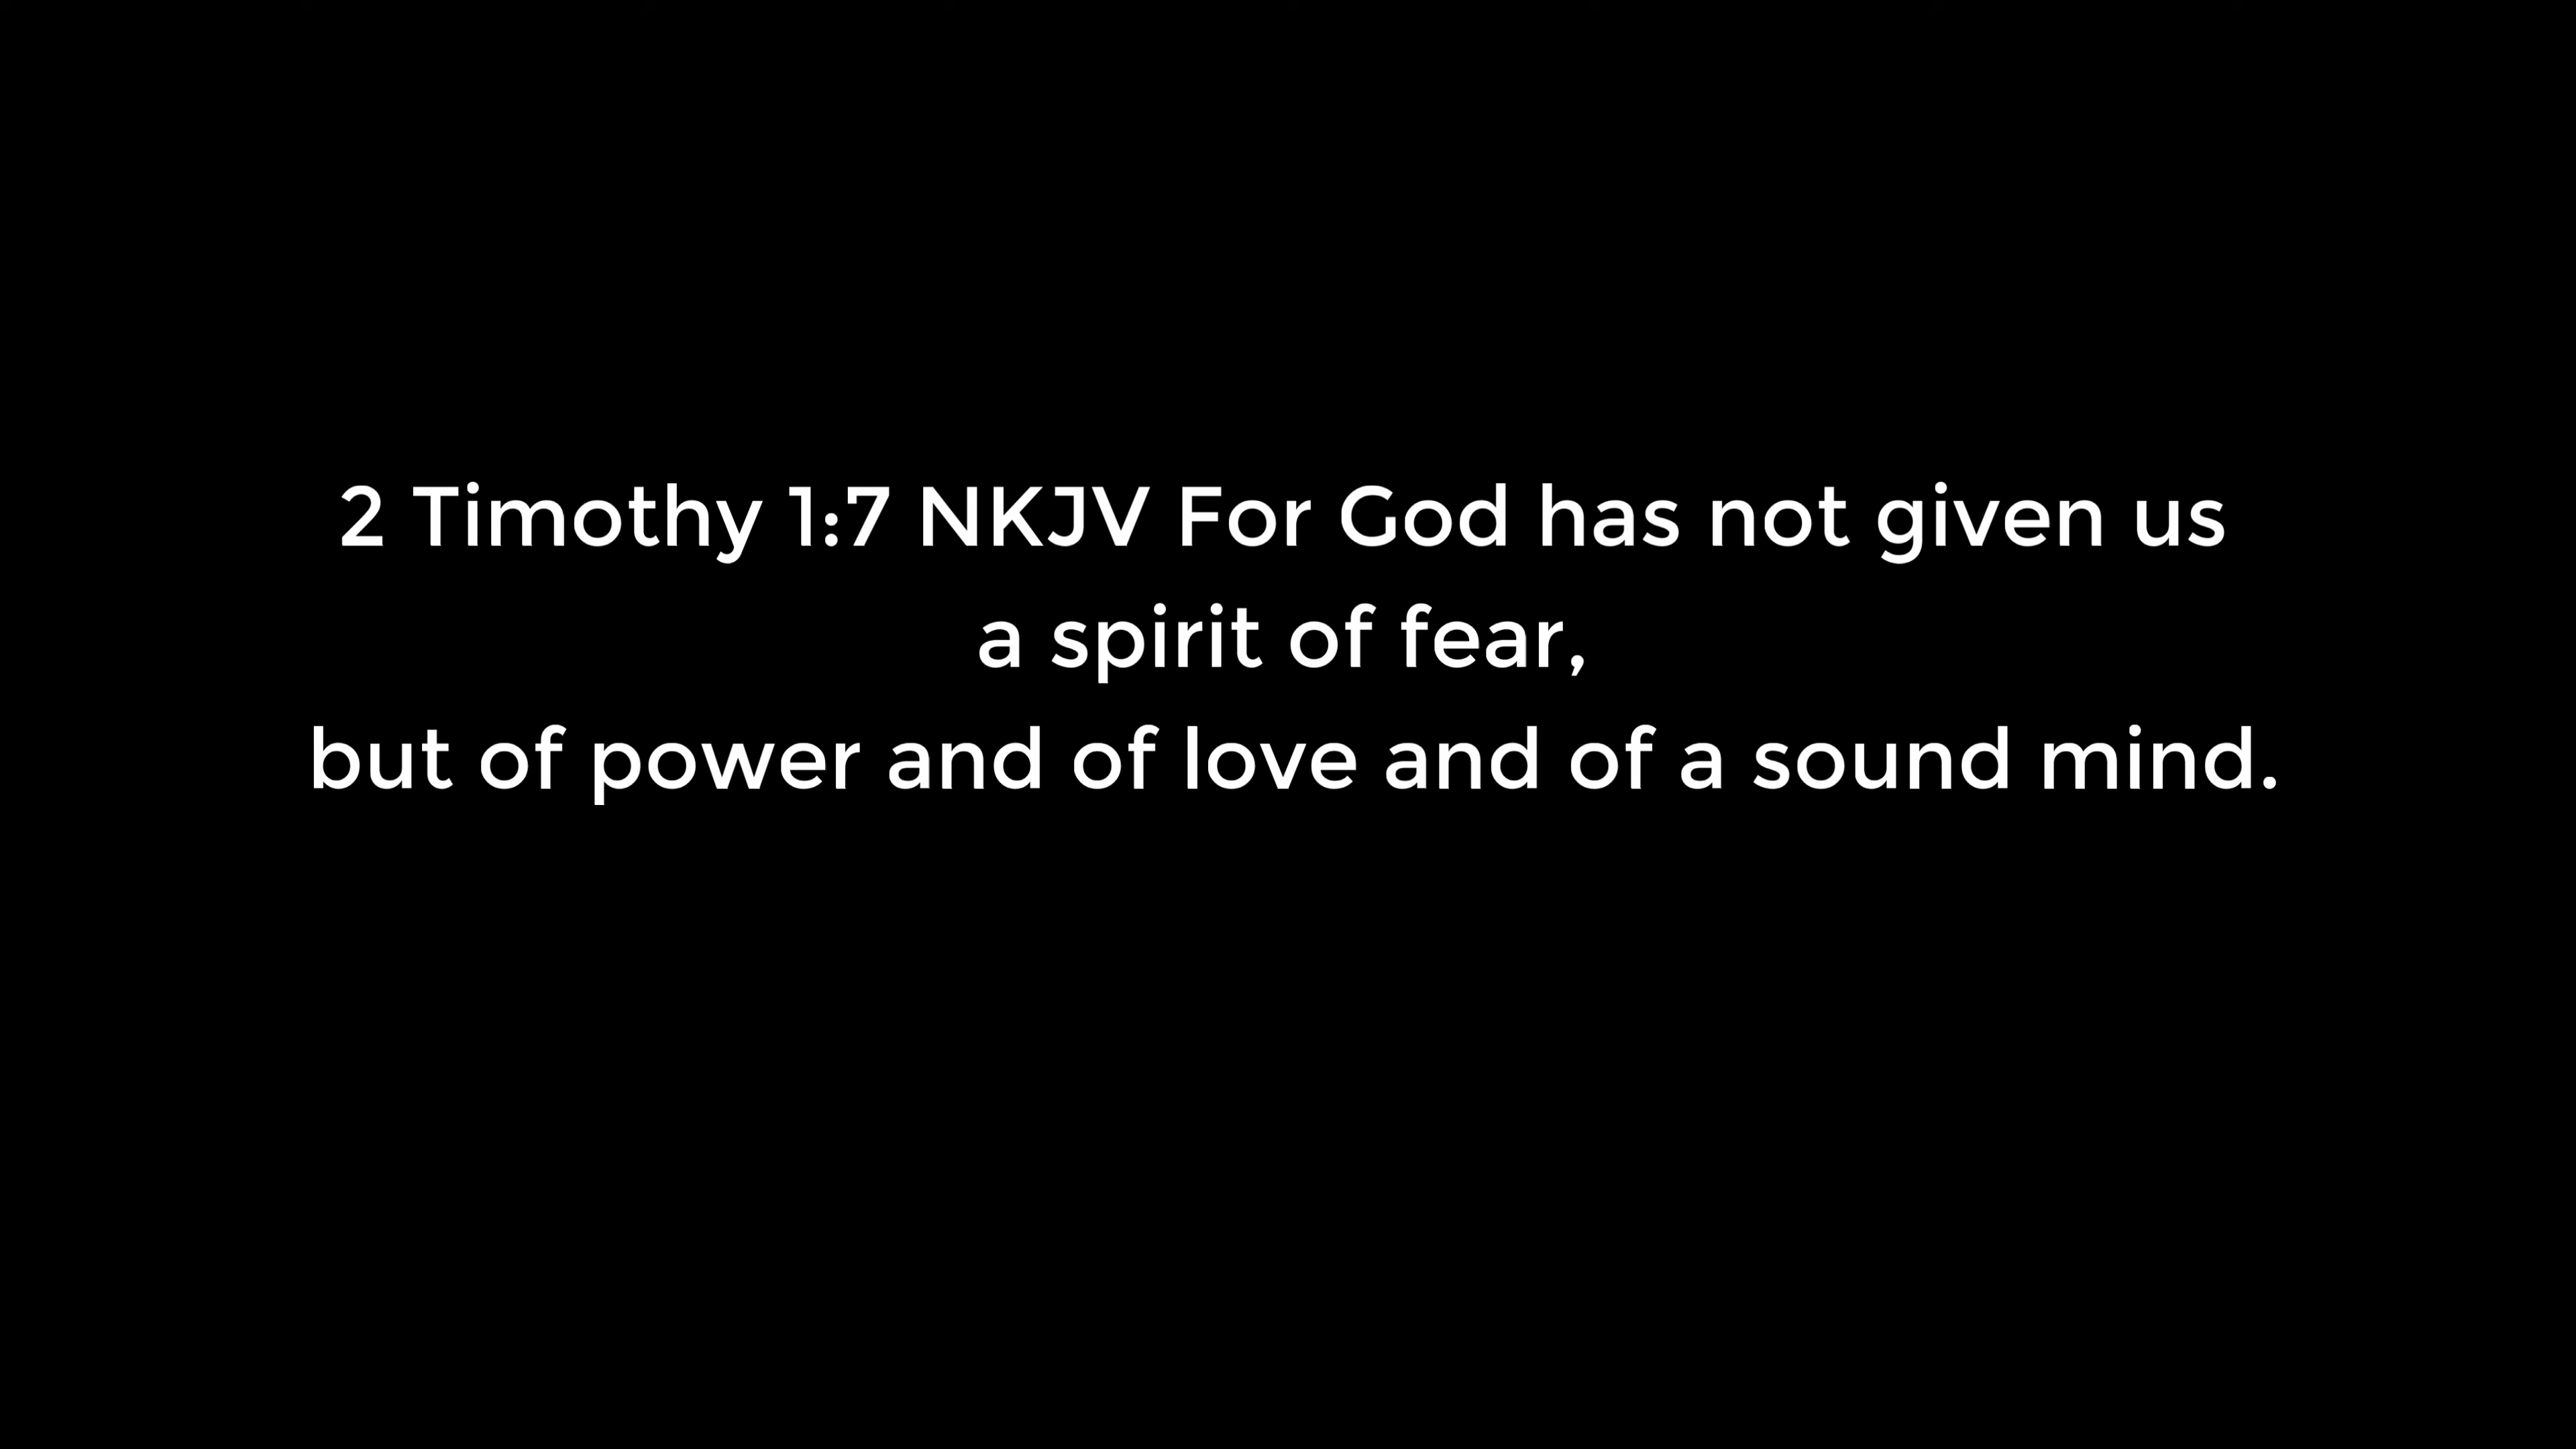 2 Timothy 1:7 NKJV For God has not given us
a spirit of fear,
but of power and of love and of a sound mind.